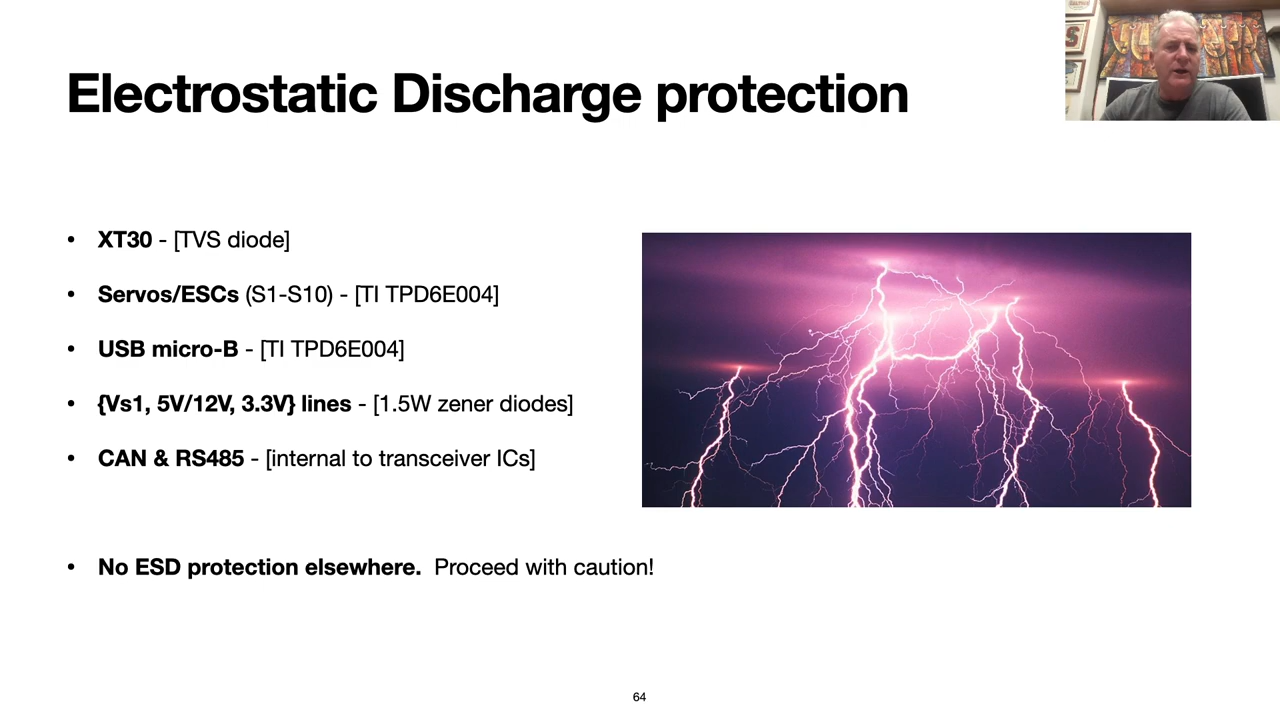 Electrostatic Discharge protection
• XT30 - [TVS diode]
• Servos/ESCs (S1-S10) - [TI TPD6E004]
• USB micro-B - [TI TPD6E004]
• {Vs1, 5V/12V, 3.3V} lines - [1.5W zener diodes]
• CAN & RS485 - [internal to transceiver ICs]
• No ESD protection elsewhere. Proceed with caution!
64